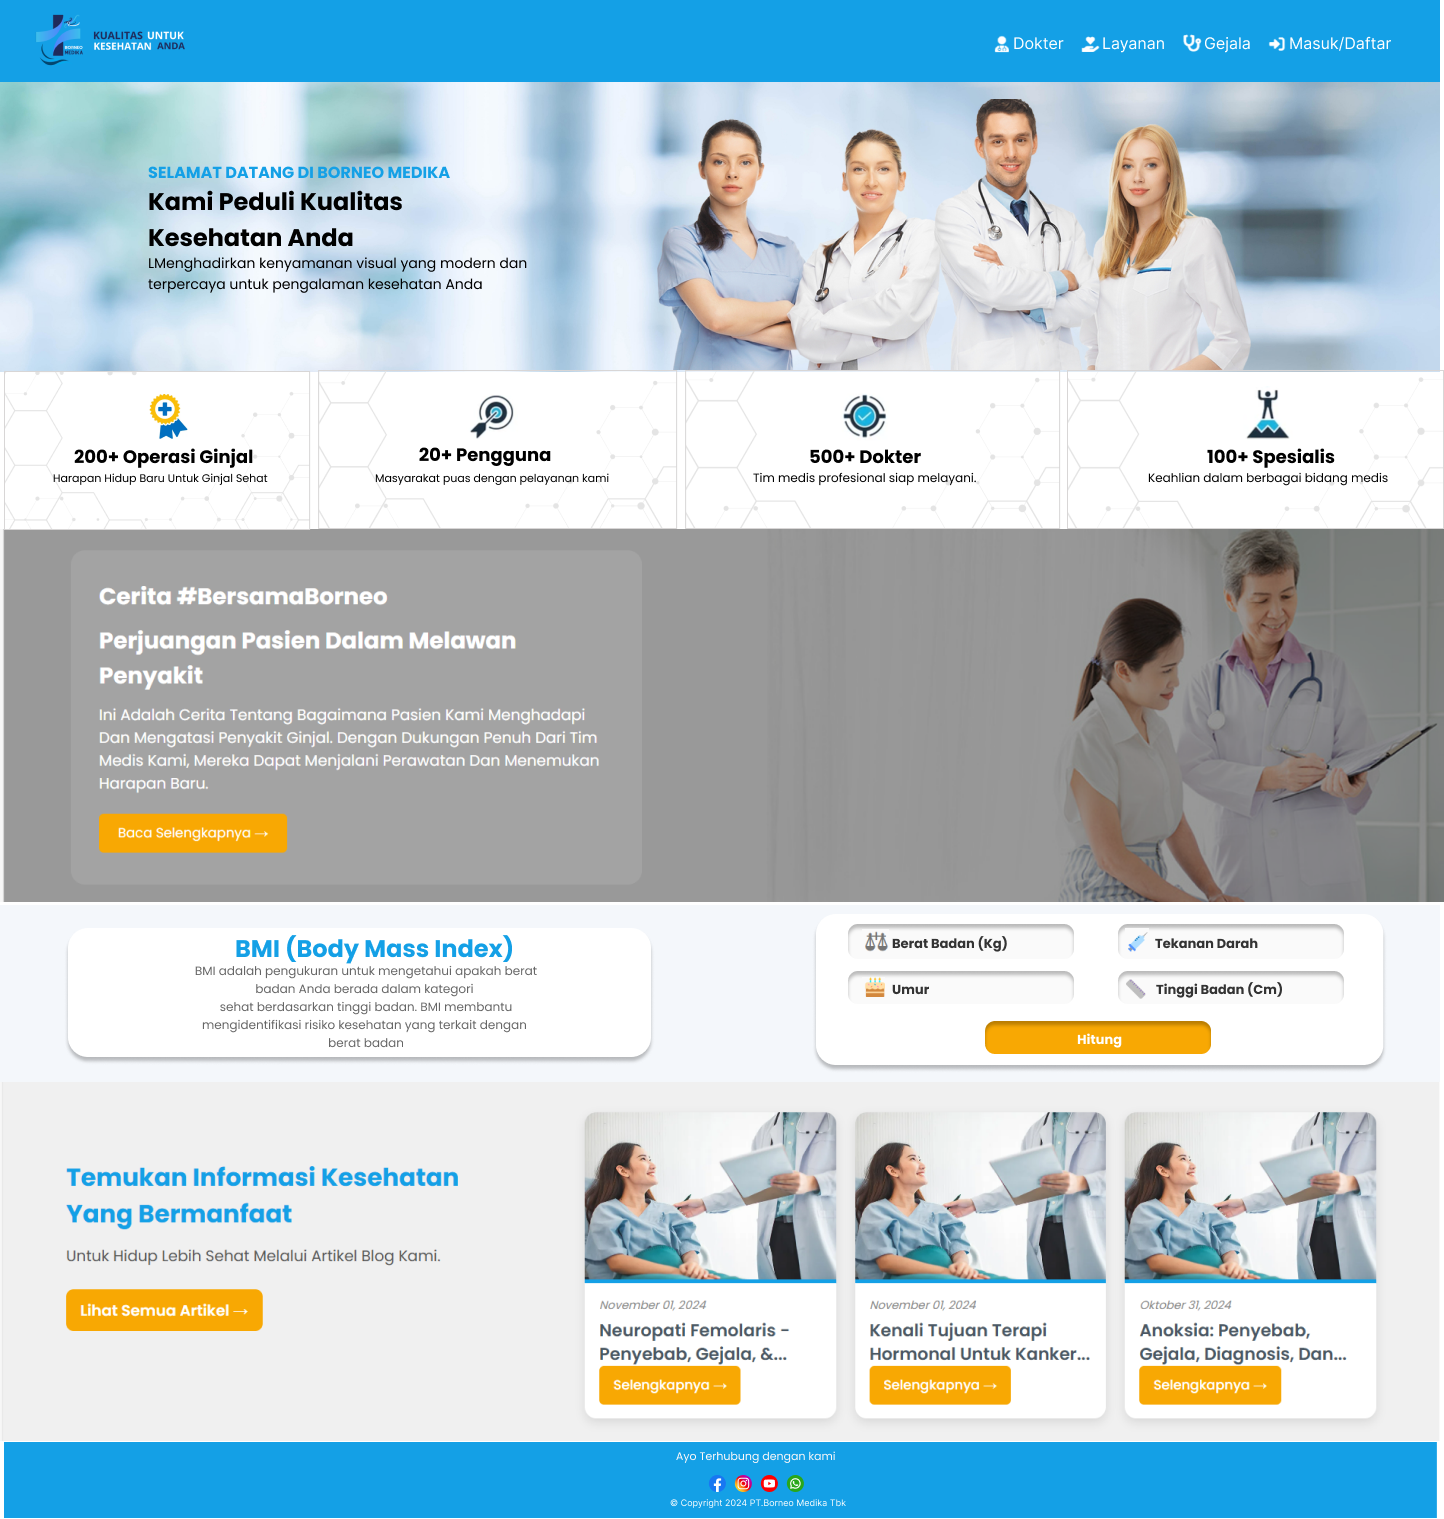 BORNEO
MEDIKA
KUALITAS UNTUK
KESEHATAN ANDA
Dokter
Layanan
Gejala
Masuk/Daftar
SELAMAT DATANG DI BORNEO MEDIKA
Kami Peduli Kualitas
Kesehatan Anda
LMenghadirkan kenyamanan visual yang modern dan
terpercaya untuk pengalaman kesehatan Anda
200+ Operasi Ginjal
Harapan Hidup Baru Untuk Ginjal Sehat
20+ Pengguna
Masyarakat puas dengan pelayanan kami
500+ Dokter
Tim medis profesional siap melayani.
100+ Spesialis
Keahlian dalam berbagai bidang medis
Cerita #BersamaBorneo
Perjuangan Pasien Dalam Melawan
Penyakit
Ini Adalah Cerita Tentang Bagaimana Pasien Kami Menghadapi
Dan Mengatasi Penyakit Ginjal. Dengan Dukungan Penuh Dari Tim
Medis Kami, Mereka Dapat Menjalani Perawatan Dan Menemukan
Harapan Baru.
Baca Selengkapnya →
BMI (Body Mass Index)
BMI adalah pengukuran untuk mengetahui apakah berat
badan Anda berada dalam kategori
sehat berdasarkan tinggi badan. BMI membantu
mengidentifikasi risiko kesehatan yang terkait dengan
berat badan
Berat Badan (Kg)
Tekanan Darah
Umur
Tinggi Badan (Cm)
Hitung
Temukan Informasi Kesehatan
Yang Bermanfaat
Untuk Hidup Lebih Sehat Melalui Artikel Blog Kami.
Lihat Semua Artikel →
November 01, 2024
Neuropati Femolaris -
Penyebab, Gejala, &...
Selengkapnya →
November 01, 2024
Kenali Tujuan Terapi
Hormonal Untuk Kanker...
Selengkapnya →
Oktober 31, 2024
Anoksia: Penyebab,
Gejala, Diagnosis, Dan...
Selengkapnya →
Ayo Terhubung dengan kami
© Copyright 2024 PT.Borneo Medika Tbk